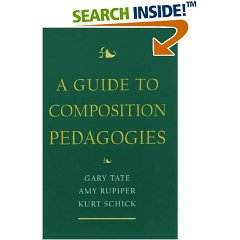 SEARCH INSIDE!™
A GUIDE TO
COMPOSITION
PEDAGOGIES
GARY TATE
AMY RUPIPER
KURT SCHICK